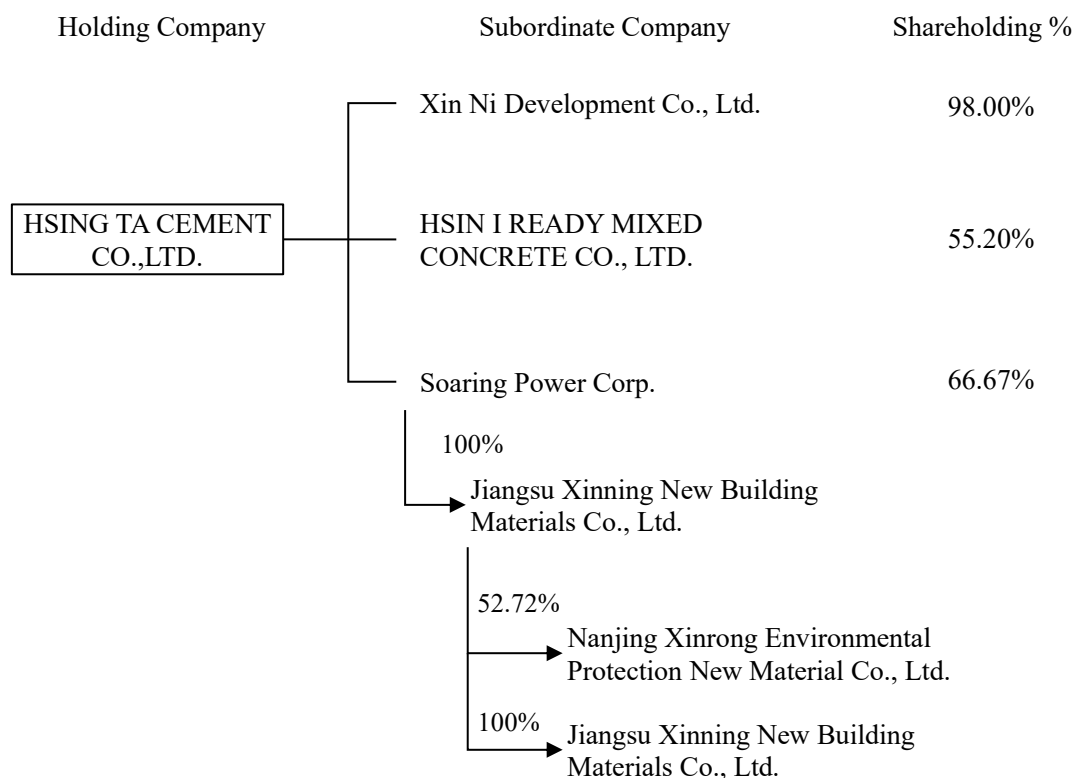 Holding Company
Subordinate Company
Shareholding %
Xin Ni Development Co., Ltd.
98.00%
HSING TA CEMENT
CO.,LTD.
HSIN I READY MIXED
CONCRETE CO., LTD.
55.20%
Soaring Power Corp.
66.67%
100%
Jiangsu Xinning New Building
Materials Co., Ltd.
52.72%
Nanjing Xinrong Environmental
Protection New Material Co., Ltd.
100%
Jiangsu Xinning New Building
Materials Co., Ltd.